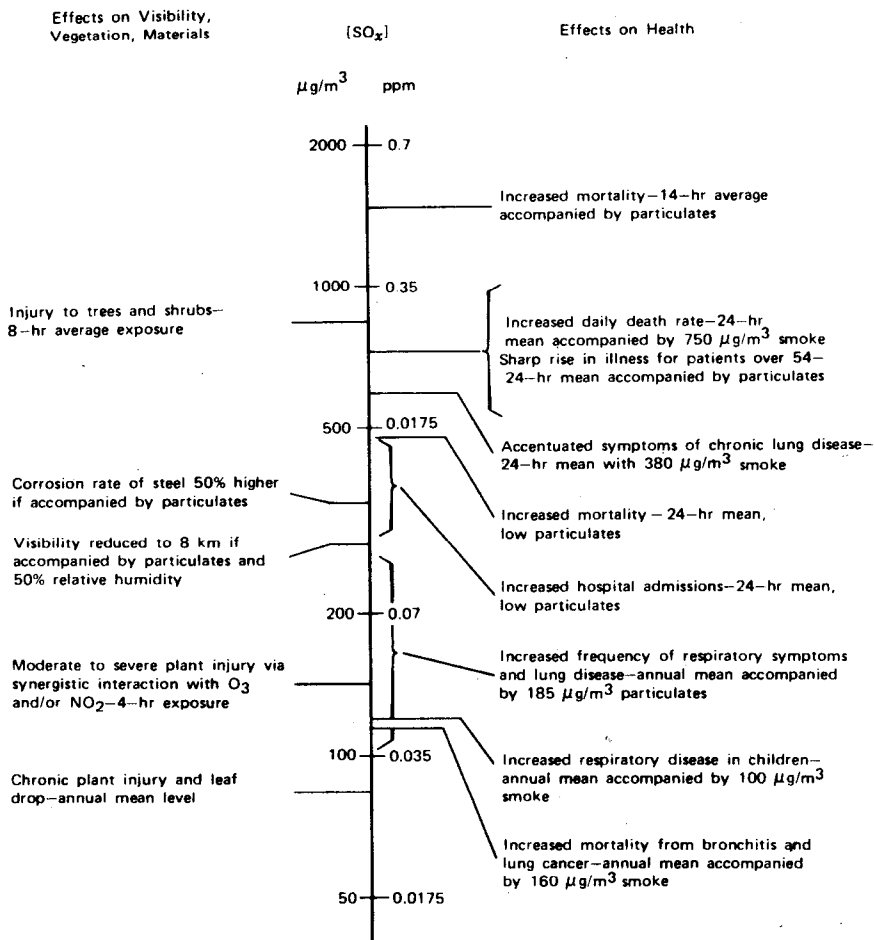 Effects on Visibility,
Vegetation, Materials
[SOx]
Effects on Health
μg/m3 ppm
2000 0.7
Increased mortality—14-hr average
accompanied by particulates
1000 0.35
Injury to trees and shrubs—
8-hr average exposure
Increased daily death rate—24-hr
mean accompanied by 750 μg/m3 smoke
Sharp rise in illness for patients over 54—
24-hr mean accompanied by particulates
500 0.0175
Accentuated symptoms of chronic lung disease—
24-hr mean with 380 μg/m3 smoke
Corrosion rate of steel 50% higher
if accompanied by particulates
Increased mortality – 24-hr mean,
low particulates
Visibility reduced to 8 km if
accompanied by particulates and
50% relative humidity
Increased hospital admissions—24-hr mean,
low particulates
200 0.07
Moderate to severe plant injury via
synergistic interaction with O3
and/or NO2—4-hr exposure
Increased frequency of respiratory symptoms
and lung disease—annual mean accompanied
by 185 μg/m3 particulates
100 0.035
Increased respiratory disease in children—
annual mean accompanied by 100 μg/m3
smoke
Chronic plant injury and leaf
drop—annual mean level
Increased mortality from bronchitis and
lung cancer—annual mean accompanied
by 160 μg/m3 smoke
50 0.0175